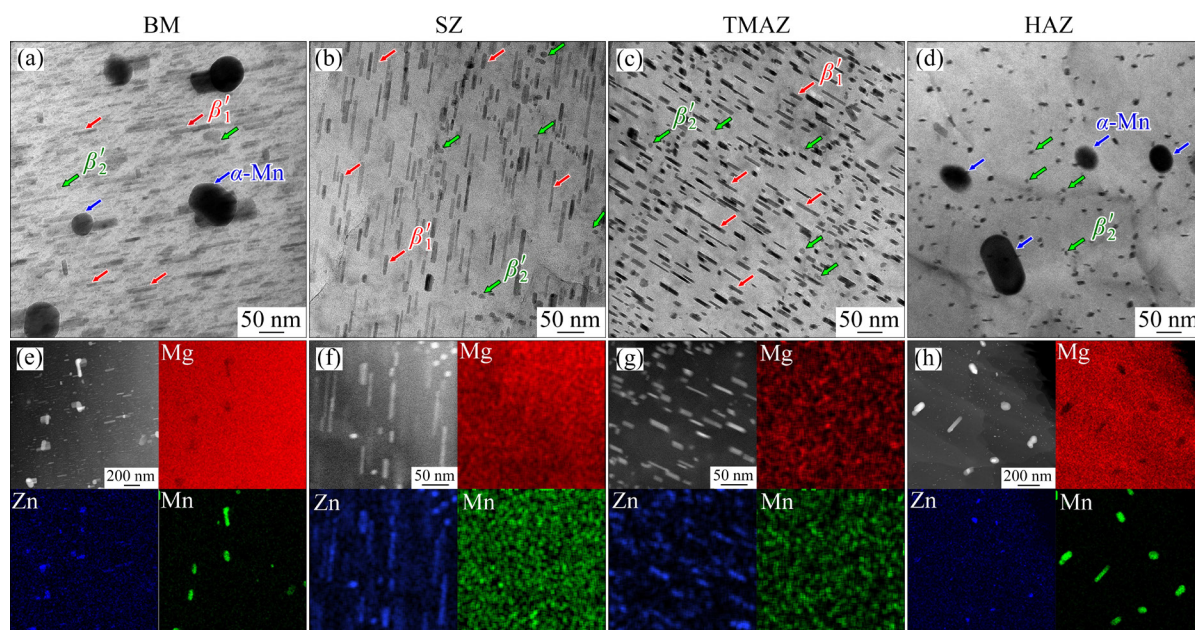 BM SZ TMAZ HAZ
(a) (b) (c) (d)
β′₁ β′₁ α-Mn
β′₂
β′₂ α-Mn
β′₂
β′₁ β′₂
50 nm 50 nm 50 nm 50 nm
(e) Mg (f) Mg (g) Mg (h) Mg
200 nm 50 nm 50 nm 200 nm
Zn Mn Zn Mn Zn Mn Zn Mn